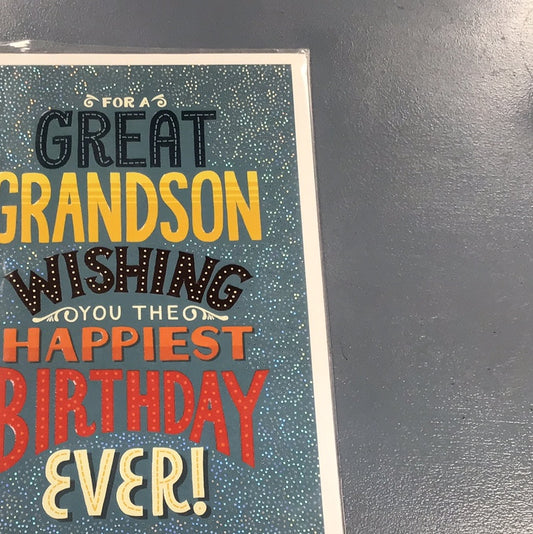 FOR A
GREAT
GRANDSON
WISHING
YOU THE
HAPPIEST
BIRTHDAY
EVER!